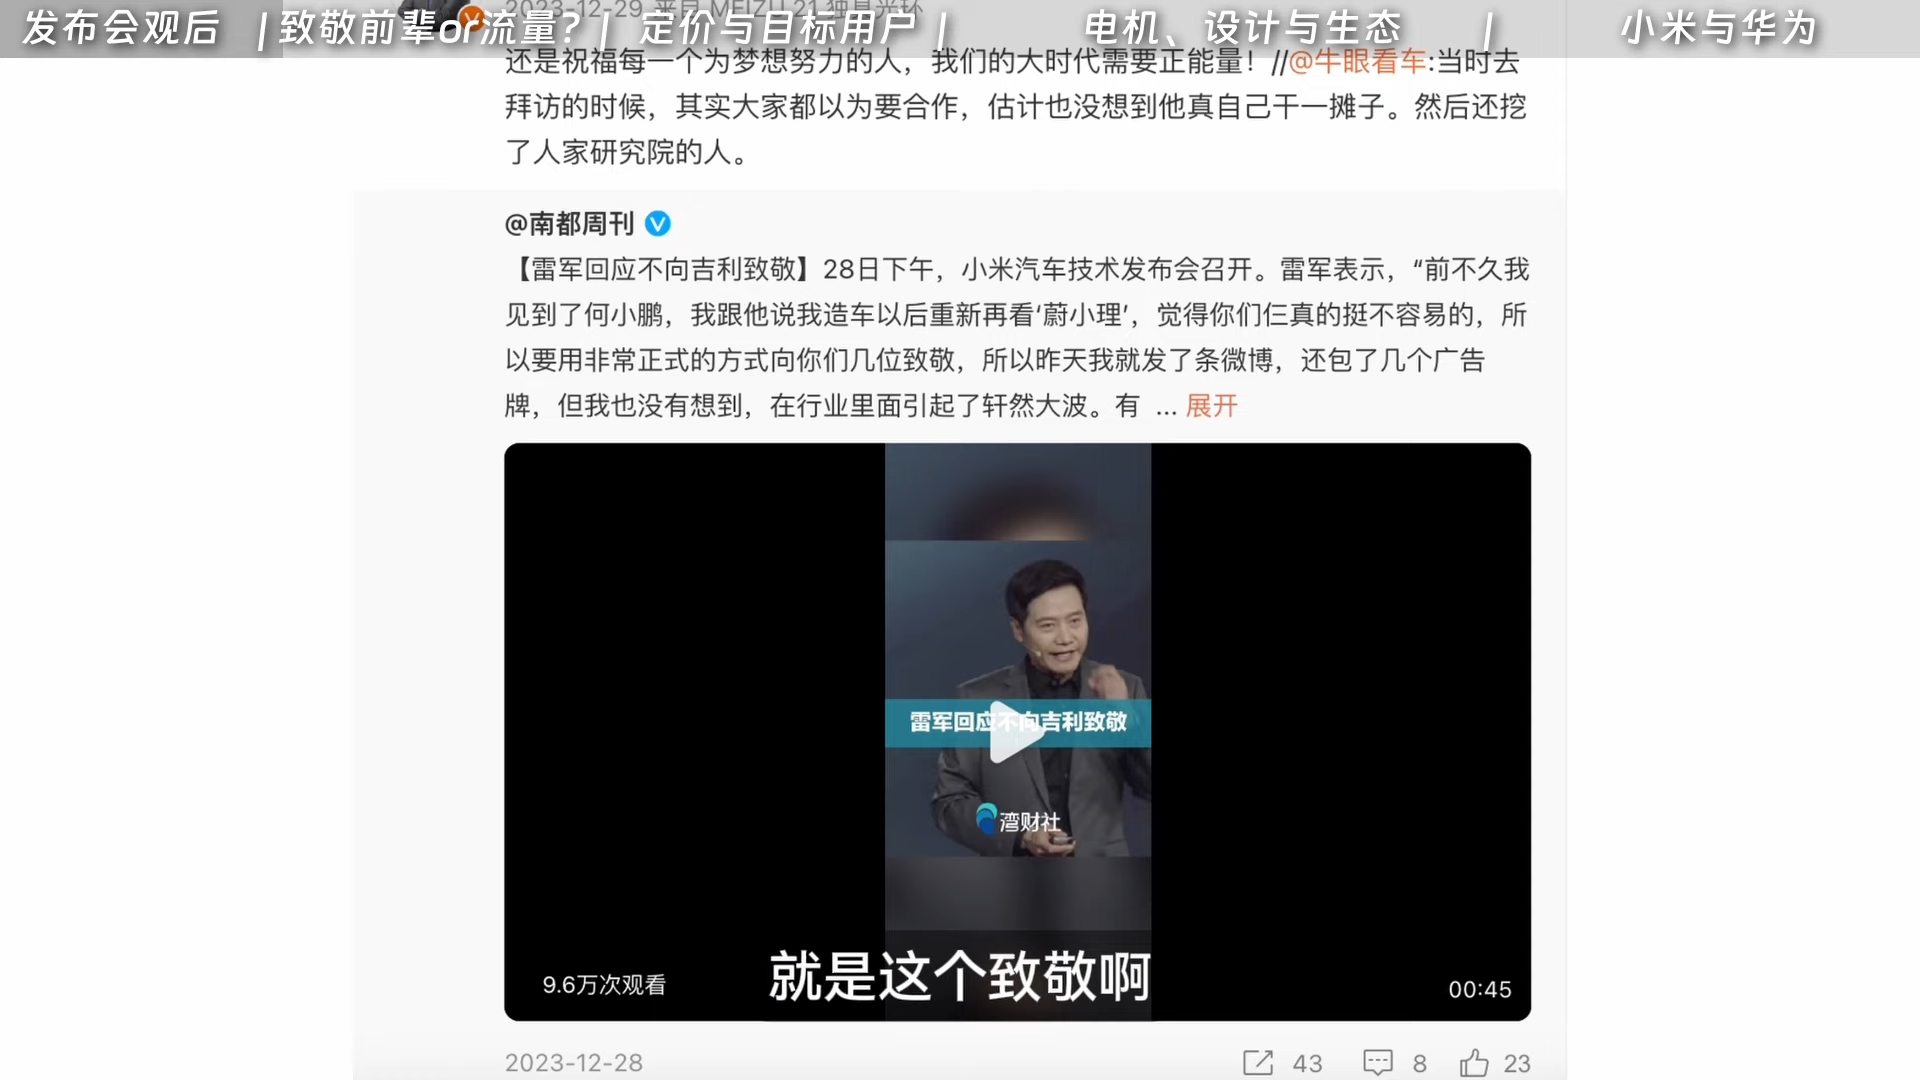 发布会观后 | 致敬前辈or流量? | 定价与目标用户 | 电机、设计与生态 | 小米与华为
2023-12-29 来自 MEIZU 21 独具光环
还是祝福每一个为梦想努力的人，我们的大时代需要正能量！//@牛眼看车:当时去
拜访的时候，其实大家都以为要合作，估计也没想到他真自己干一摊子。然后还挖
了人家研究院的人。
@南都周刊
【雷军回应不向吉利致敬】28日下午，小米汽车技术发布会召开。雷军表示，“前不久我
见到了何小鹏，我跟他说我造车以后重新再看‘蔚小理’，觉得你们仨真的挺不容易的，所
以要用非常正式的方式向你们几位致敬，所以昨天我就发了条微博，还包了几个广告
牌，但我也没有想到，在行业里面引起了轩然大波。有 ... 展开
雷军回应不向吉利致敬
湾财社
就是这个致敬啊
9.6万次观看
00:45
2023-12-28
43
8
23